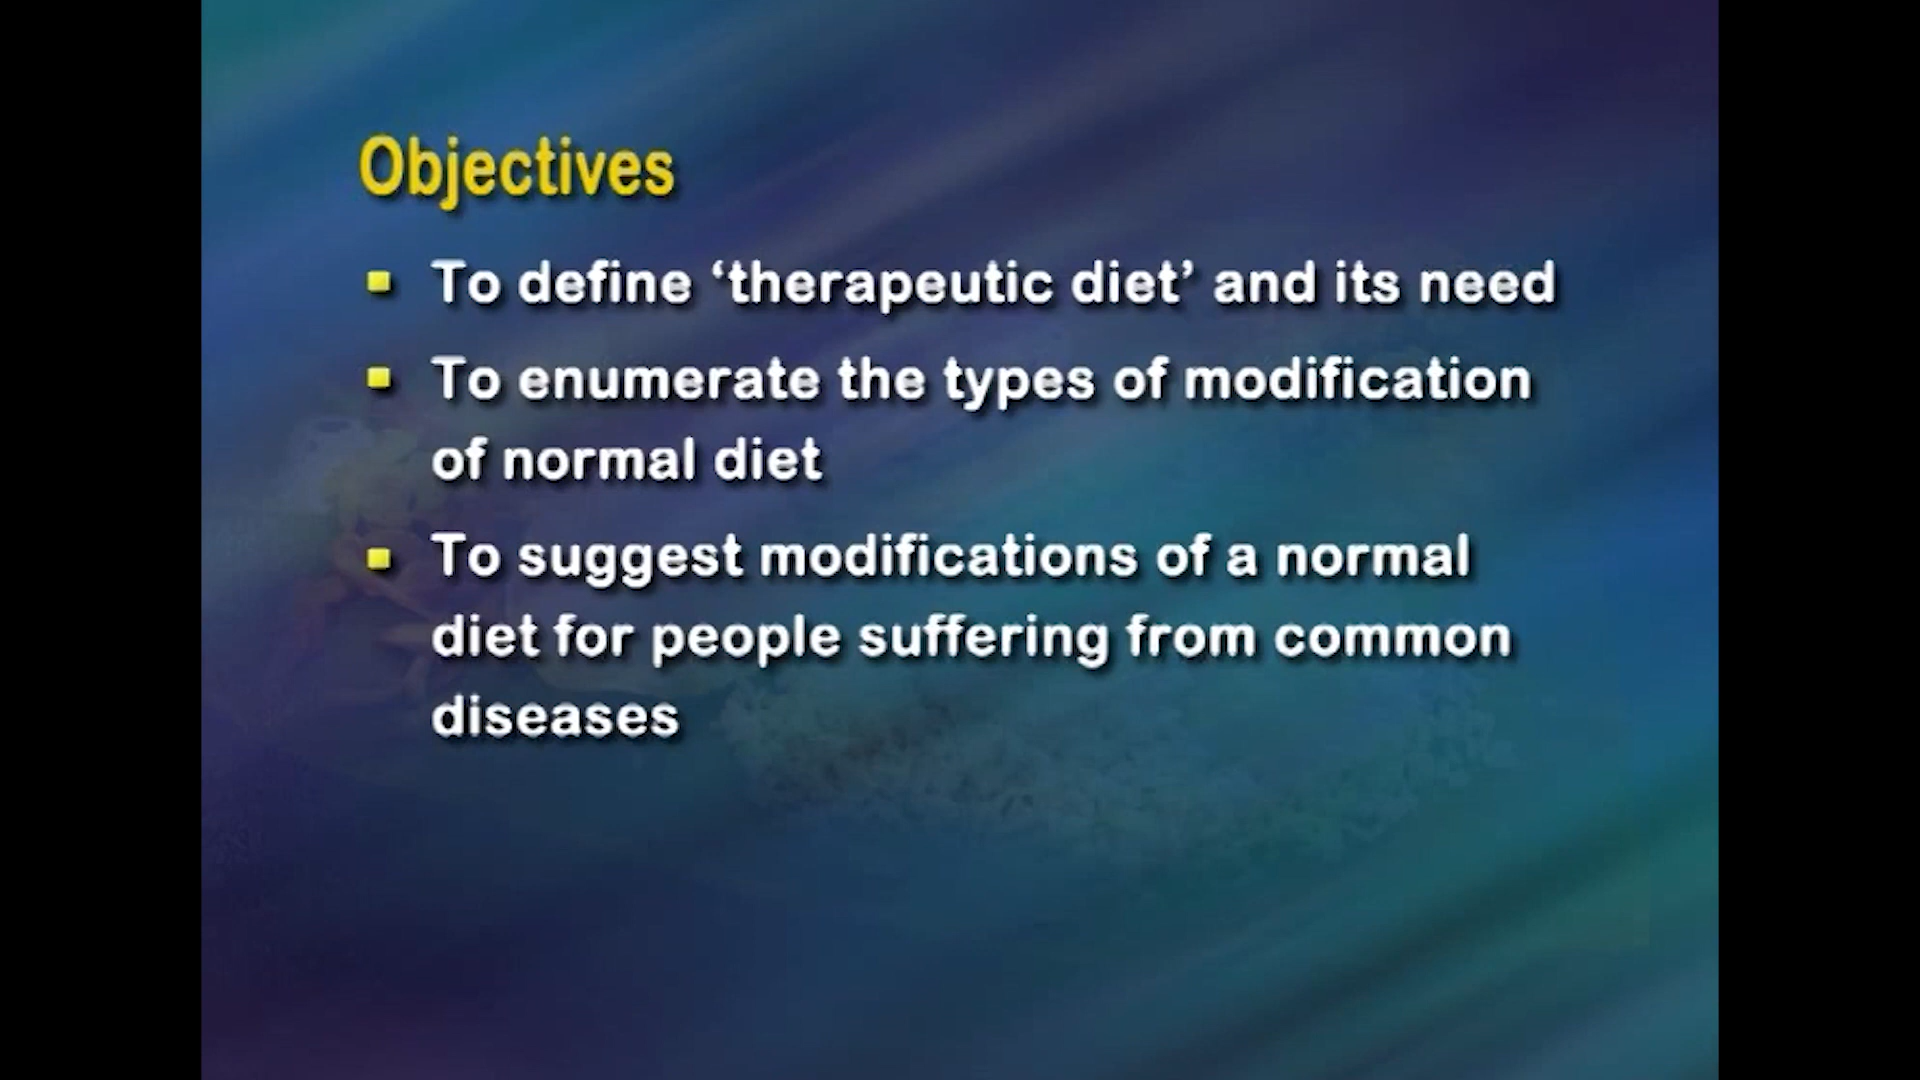 Objectives
▪ To define ‘therapeutic diet’ and its need
▪ To enumerate the types of modification
of normal diet
▪ To suggest modifications of a normal
diet for people suffering from common
diseases